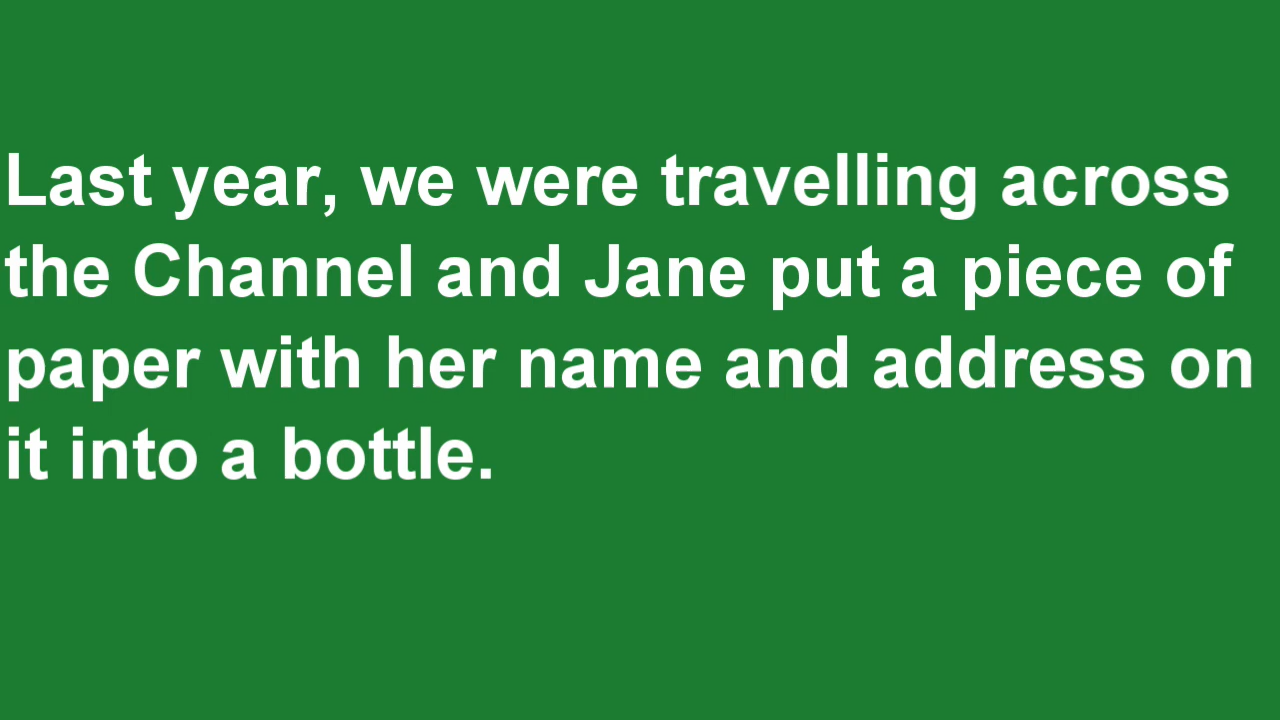 Last year, we were travelling across
the Channel and Jane put a piece of
paper with her name and address on
it into a bottle.